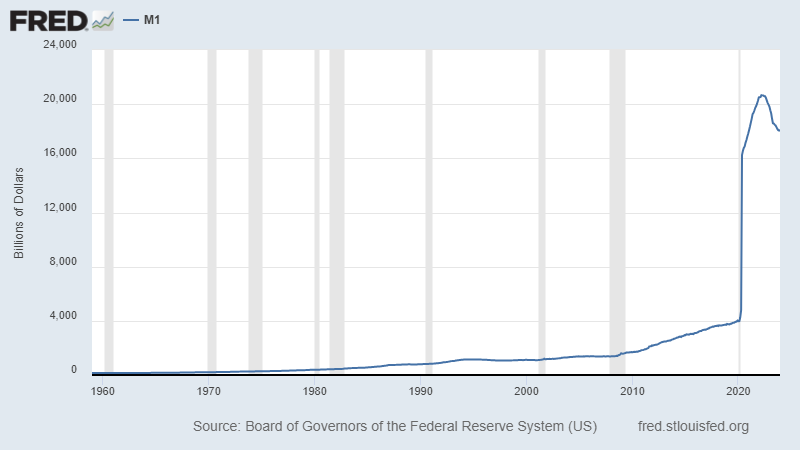 FRED
M1
24,000
20,000
16,000
12,000
8,000
4,000
0
Billions of Dollars
1960 1970 1980 1990 2000 2010 2020
Source: Board of Governors of the Federal Reserve System (US) fred.stlouisfed.org